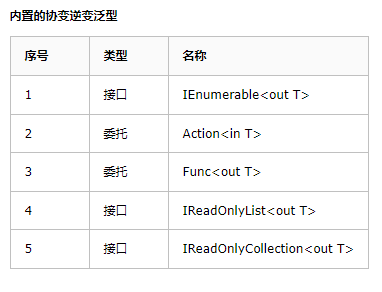 内置的协变逆变泛型
序号 类型 名称
1 接口 IEnumerable<out T>
2 委托 Action<in T>
3 委托 Func<out T>
4 接口 IReadOnlyList<out T>
5 接口 IReadOnlyCollection<out T>